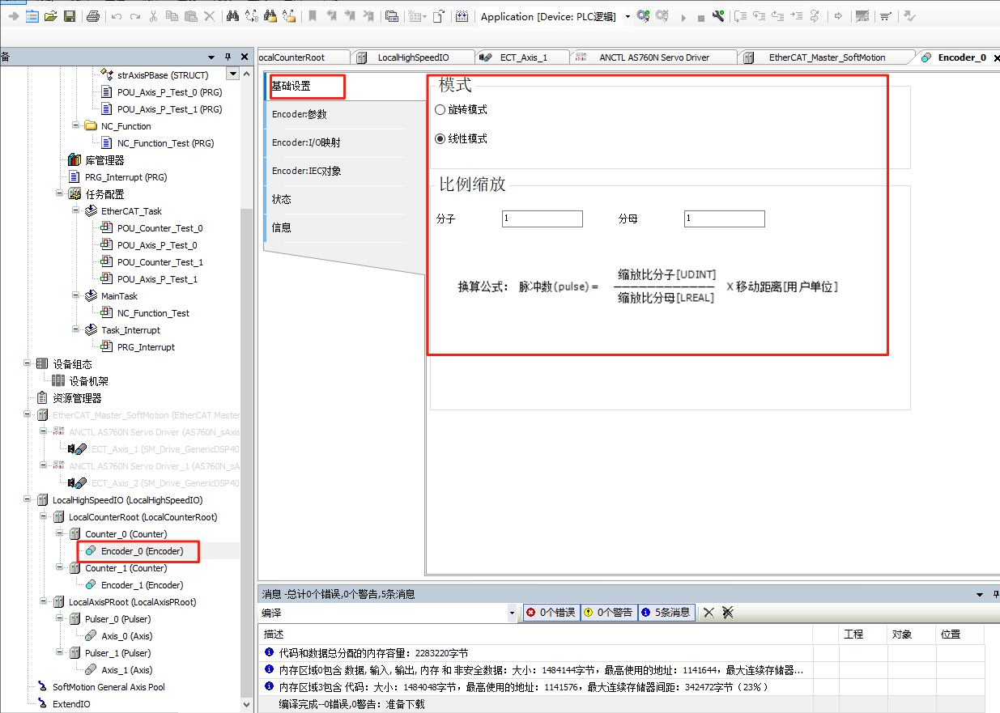 Application [Device: PLC逻辑]
备
strAxisPBase (STRUCT)
POU_Axis_P_Test_0 (PRG)
POU_Axis_P_Test_1 (PRG)
NC_Function
NC_Function_Test (PRG)
库管理器
PRG_Interrupt (PRG)
任务配置
EtherCAT_Task
POU_Counter_Test_0
POU_Axis_P_Test_0
POU_Counter_Test_1
POU_Axis_P_Test_1
MainTask
NC_Function_Test
Task_Interrupt
PRG_Interrupt
设备组态
设备机架
资源管理器
EtherCAT_Master_SoftMotion (EtherCAT Master
ANCTL AS760N Servo Driver (AS760N_sAxis
ECT_Axis_1 (SM_Drive_GenericDSP40
ANCTL AS760N Servo Driver_1 (AS760N_sA
ECT_Axis_2 (SM_Drive_GenericDSP40
LocalHighSpeedIO (LocalHighSpeedIO)
LocalCounterRoot (LocalCounterRoot)
Counter_0 (Counter)
Encoder_0 (Encoder)
Counter_1 (Counter)
Encoder_1 (Encoder)
LocalAxisPRoot (LocalAxisPRoot)
Pulser_0 (Pulser)
Axis_0 (Axis)
Pulser_1 (Pulser)
Axis_1 (Axis)
SoftMotion General Axis Pool
ExtendIO
ocalCounterRoot LocalHighSpeedIO ECT_Axis_1 ANCTL AS760N Servo Driver EtherCAT_Master_SoftMotion Encoder_0
基础设置
Encoder:参数
Encoder:I/O映射
Encoder:IEC对象
状态
信息
模式
旋转模式
线性模式
比例缩放
分子 1 分母 1
缩放比分子[UDINT]
换算公式: 脉冲数(pulse) = X 移动距离[用户单位]
缩放比分母[LREAL]
消息 -总计0个错误,0个警告,5条消息
编译 0个错误 0个警告 5条消息
描述 工程 对象 位置
代码和数据总分配的内存容量: 2283220字节
内存区域0包含 数据, 输入, 输出, 内存 和 非安全数据: 大小: 1484144字节, 最高使用的地址: 1141644, 最大连续存储器...
内存区域3包含 代码: 大小: 1484048字节, 最高使用的地址: 1141576, 最大连续存储器间距: 342472字节 (23%)
编译完成--0错误,0警告: 准备下载